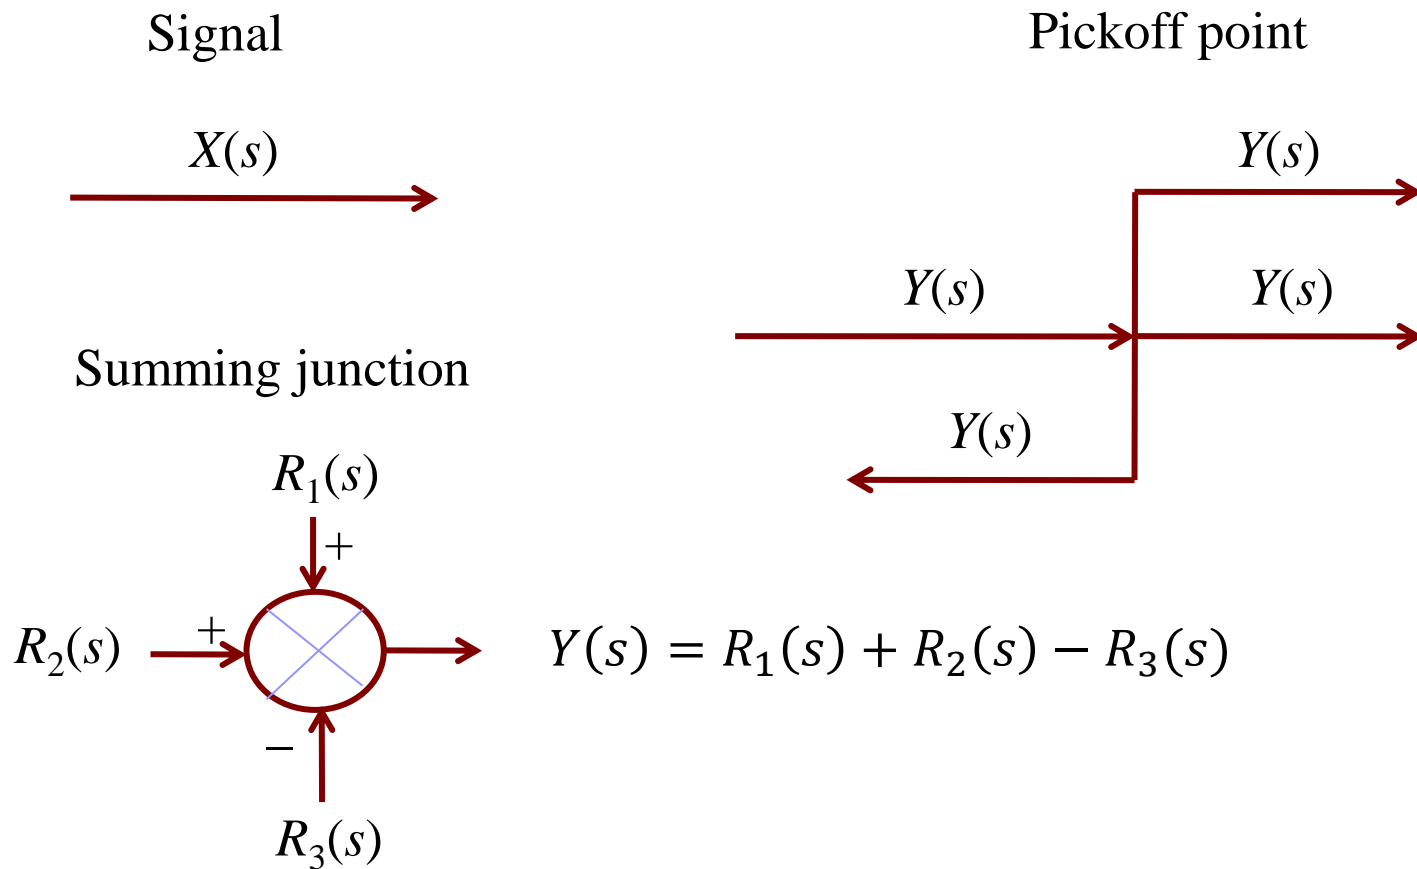 Signal
Pickoff point
X(s)
Y(s)
Y(s)
Y(s)
Summing junction
Y(s)
R₁(s)
+
R₂(s)
+
Y(s) = R₁(s) + R₂(s) − R₃(s)
−
R₃(s)